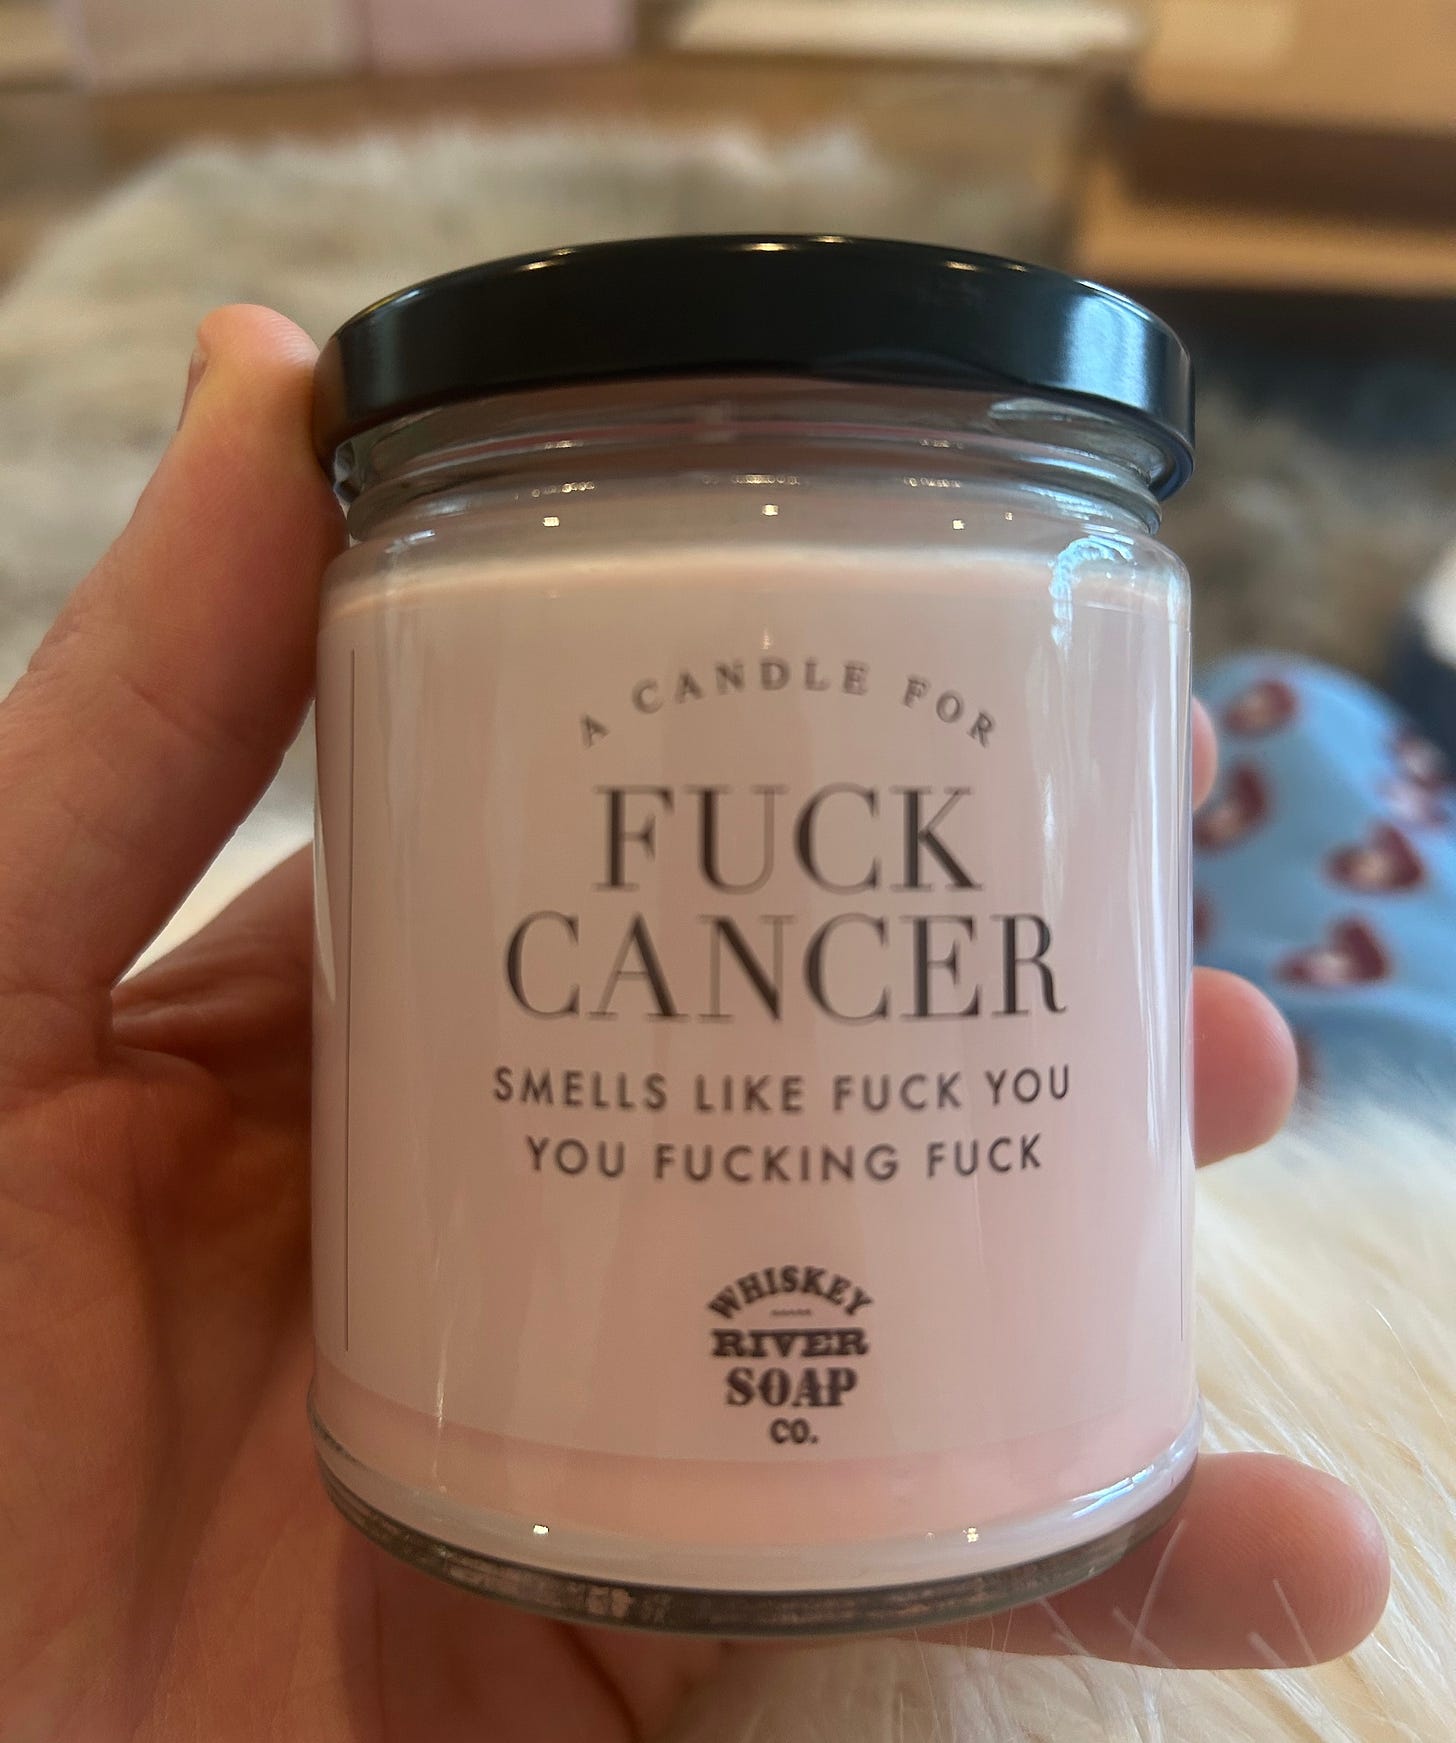 A CANDLE FOR
FUCK
CANCER
SMELLS LIKE FUCK YOU
YOU FUCKING FUCK
WHISKEY
RIVER
SOAP
CO.